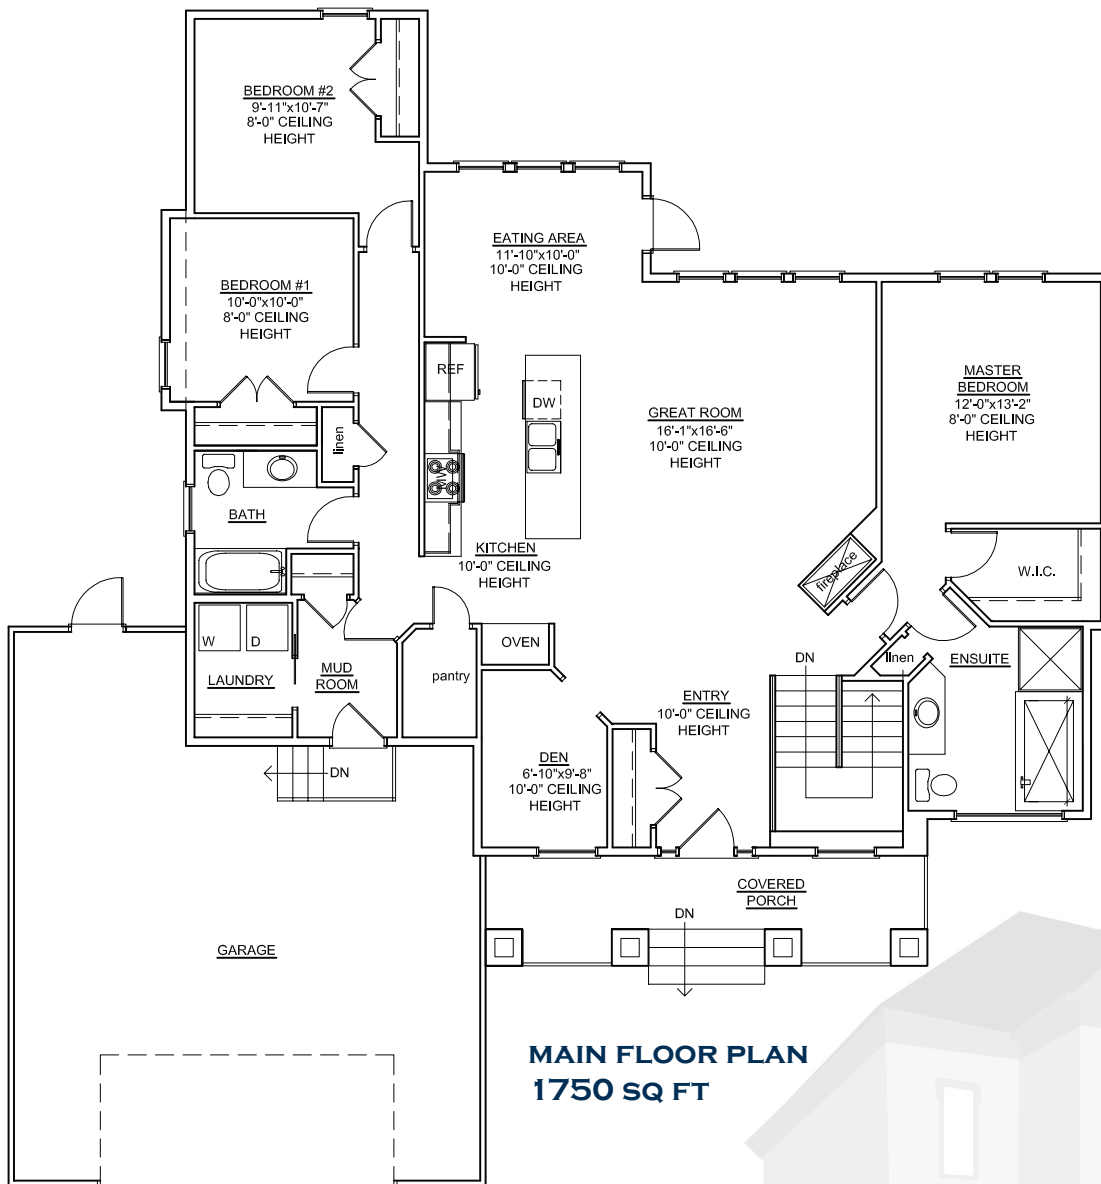 BEDROOM #2
9'-11"x10'-7"
8'-0" CEILING
HEIGHT
EATING AREA
11'-10"x10'-0"
10'-0" CEILING
HEIGHT
BEDROOM #1
10'-0"x10'-0"
8'-0" CEILING
HEIGHT
REF
DW
MASTER
BEDROOM
12'-0"x13'-2"
8'-0" CEILING
HEIGHT
GREAT ROOM
16'-1"x16'-6"
10'-0" CEILING
HEIGHT
linen
MW
BATH
KITCHEN
10'-0" CEILING
HEIGHT
fireplace
W.I.C.
W
D
OVEN
LAUNDRY
MUD
ROOM
pantry
DN
linen
ENSUITE
ENTRY
10'-0" CEILING
HEIGHT
DN
DEN
6'-10"x9'-8"
10'-0" CEILING
HEIGHT
COVERED
PORCH
DN
GARAGE
MAIN FLOOR PLAN
1750 SQ FT